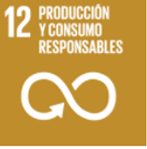 12 PRODUCCIÓN
Y CONSUMO
RESPONSABLES